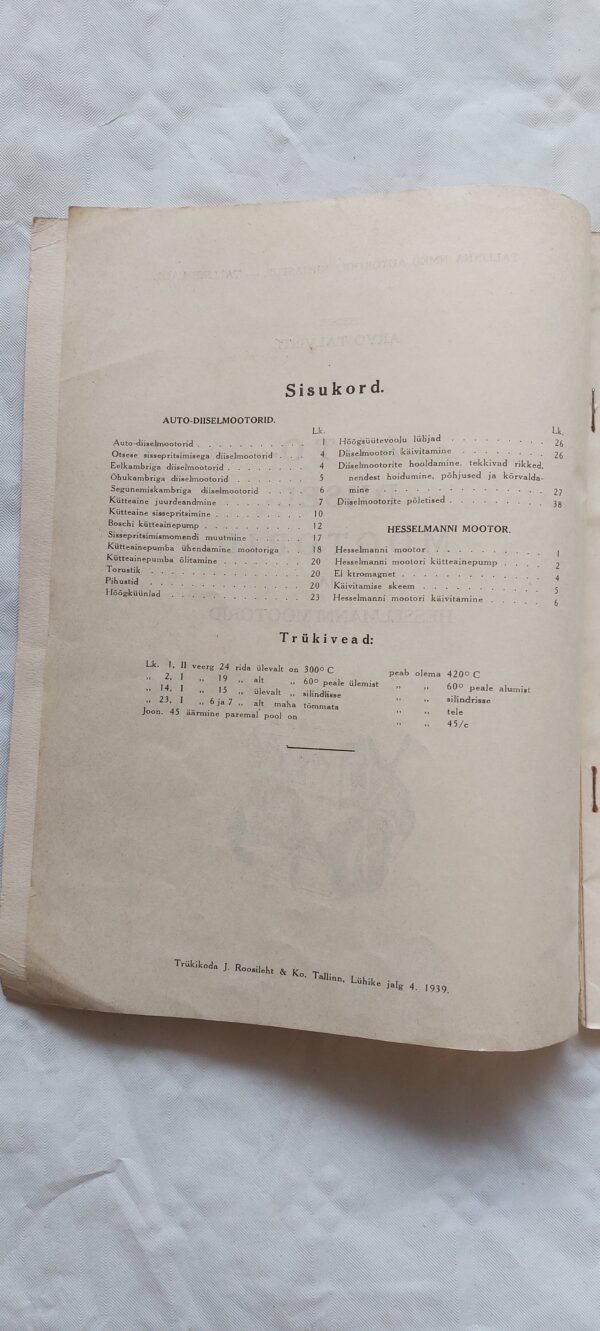 Sisukord.
AUTO-DIISELMOOTORID.
Lk.
Auto-diiselmootorid . . . . . . . . . . . 1
Otsese sissepritsimisega diiselmootorid . . . 4
Eelkambriga diiselmootorid . . . . . . . . 4
Õhukambriga diiselmootorid . . . . . . . . 5
Segunemiskambriga diiselmootorid . . . . . 6
Kütteaine juurdeandmine . . . . . . . . . 7
Kütteaine sissepritsimine . . . . . . . . . 10
Boschi kütteainepump . . . . . . . . . . 12
Sissepritsimismomendi muutmine . . . . . . 17
Kütteainepumba ühendamine mootoriga . . . 18
Kütteainepumba õlitamine . . . . . . . . . 20
Torustik . . . . . . . . . . . . . . . 20
Pihustid . . . . . . . . . . . . . . . 20
Höõgküünlad . . . . . . . . . . . . . 23
Lk.
Höõgsüütevoolu lülijad . . . . . . . . . 26
Diiselmootori käivitamine . . . . . . . . . 26
Diiselmootorite hooldamine, tekkivad rikked,
nendest hoidumine, põhjused ja kõrvalda-
mine . . . . . . . . . . . . . . . 27
Diiselmootorite põletised . . . . . . . . . 38
HESSELMANNI MOOTOR.
Hesselmanni mootor . . . . . . . . . . . 1
Hesselmanni mootori kütteainepump . . . . . 2
El ktromagnet . . . . . . . . . . . . . 4
Käivitamise skeem . . . . . . . . . . . 5
Hesselmanni mootori käivitamine . . . . . . 6
Trükivead:
Lk. 1, II veerg 24 rida ülevalt on 300° C peab olema 420° C
„ 2, I „ 19 „ alt „ 60° peale ülemist „ „ 60° peale alumist
„ 14, I „ 15 „ ülevalt „ silindisse „ „ silindrisse
„ 23, I „ 6 ja 7 „ alt maha tõmmata „ „ tele
Joon. 45 äärmine paremal pool on „ „ 45/c
Trükikoda J. Roosileht & Ko. Tallinn, Lühike jalg 4. 1939.